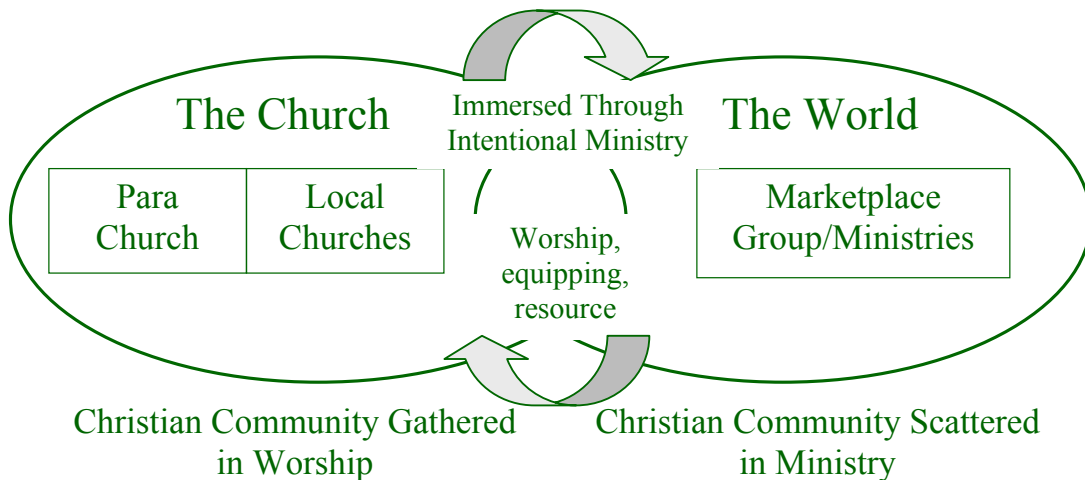 The Church
Para
Church
Local
Churches
Immersed Through
Intentional Ministry
Worship,
equipping,
resource
The World
Marketplace
Group/Ministries
Christian Community Gathered
in Worship
Christian Community Scattered
in Ministry